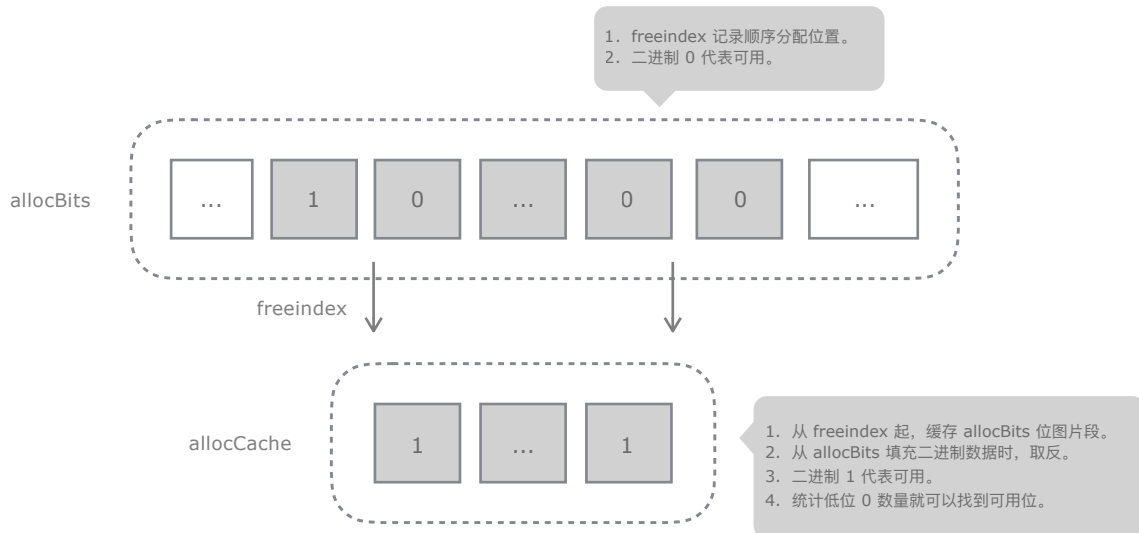 1. freeindex 记录顺序分配位置。
2. 二进制 0 代表可用。
allocBits
... 1 0 ... 0 0 ...
freeindex
allocCache
1 ... 1
1. 从 freeindex 起，缓存 allocBits 位图片段。
2. 从 allocBits 填充二进制数据时，取反。
3. 二进制 1 代表可用。
4. 统计低位 0 数量就可以找到可用位。